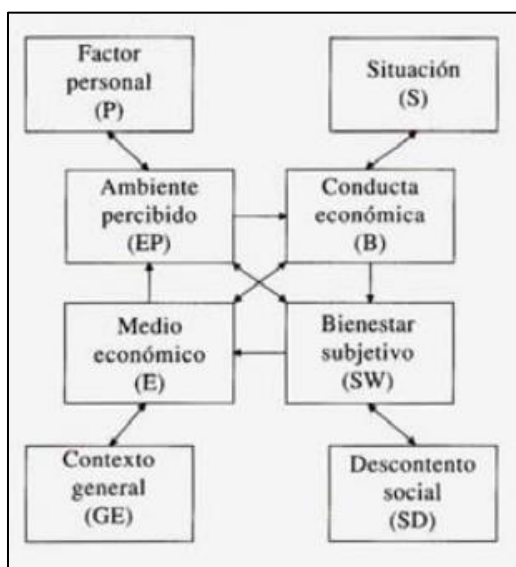 Factor
personal
(P)
Situación
(S)
Ambiente
percibido
(EP)
Conducta
económica
(B)
Medio
económico
(E)
Bienestar
subjetivo
(SW)
Contexto
general
(GE)
Descontento
social
(SD)